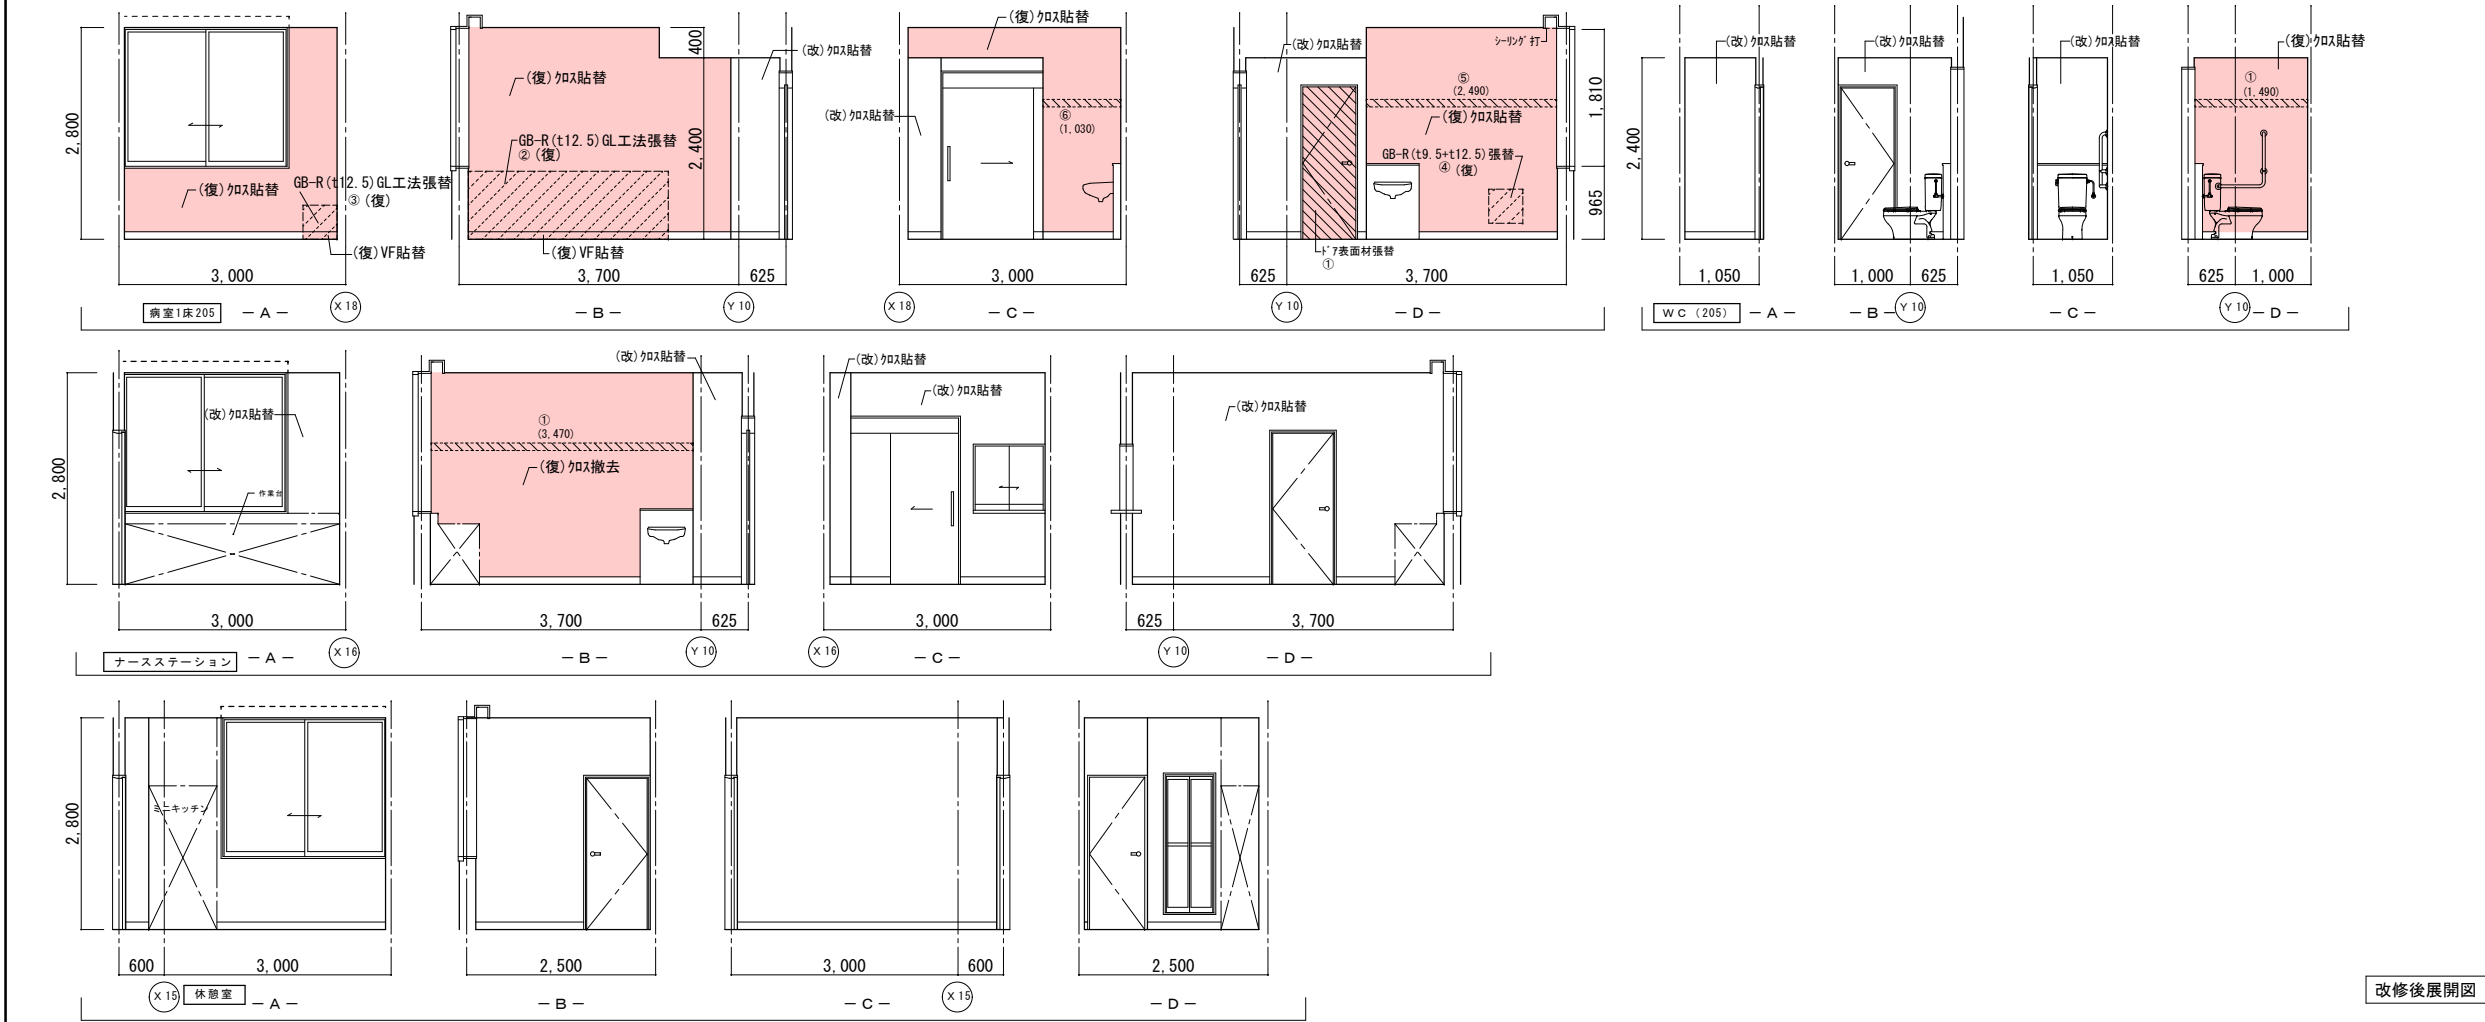 2,800
(復)クロス貼替
GB-R(t12.5)GL工法張替
③(復)
(復)VF貼替
3,000
X18
病室1床205
― A ―
(復)クロス貼替
GB-R(t12.5)GL工法張替
②(復)
400
2,400
(改)クロス貼替
(復)VF貼替
3,700
625
Y10
― B ―
(復)クロス貼替
(改)クロス貼替
⑥
(1,030)
3,000
X18
― C ―
(改)クロス貼替
シーリング打
⑤
(2,490)
(復)クロス貼替
GB-R(t9.5+t12.5)張替
④(復)
1,810
965
ドア表面材張替
①
625
3,700
Y10
― D ―
(改)クロス貼替
2,400
1,050
WC (205)
― A ―
(改)クロス貼替
1,000
625
― B ―
Y10
(改)クロス貼替
1,050
― C ―
(復)クロス貼替
①
(1,490)
625
1,000
Y10
― D ―
2,800
(改)クロス貼替
作業台
3,000
ナースステーション
― A ―
X16
(改)クロス貼替
①
(3,470)
(復)クロス撤去
3,700
625
― B ―
Y10
(改)クロス貼替
(改)クロス貼替
3,000
X16
― C ―
(改)クロス貼替
625
3,700
Y10
― D ―
2,800
ミニキッチン
600
3,000
X15
休憩室
― A ―
2,500
― B ―
3,000
600
― C ―
X15
2,500
― D ―
改修後展開図